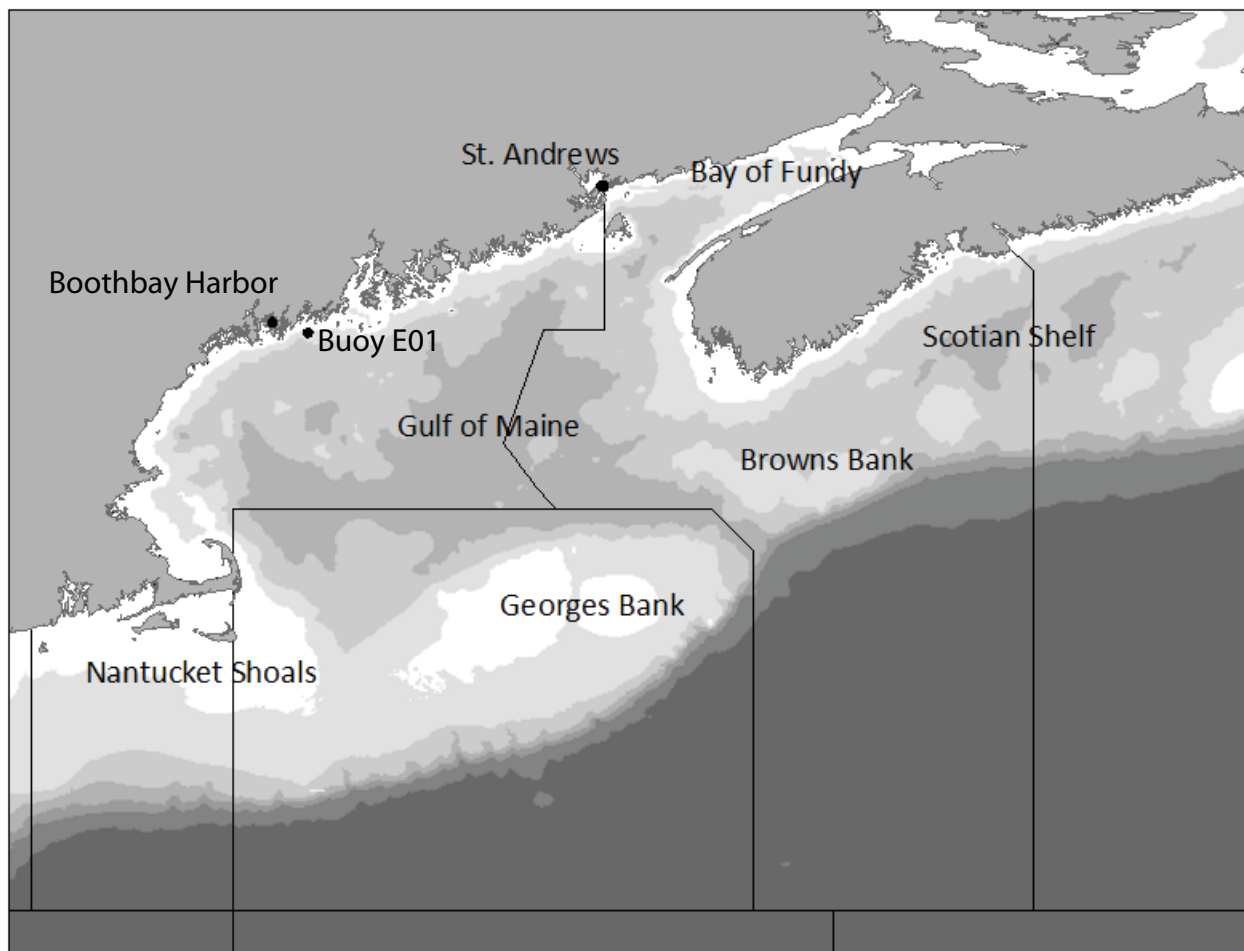 St. Andrews
Bay of Fundy
Boothbay Harbor
Buoy E01
Scotian Shelf
Gulf of Maine
Browns Bank
Georges Bank
Nantucket Shoals